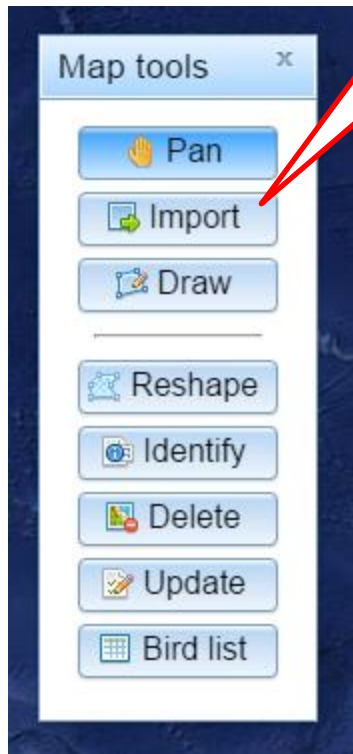 Map tools
x
Pan
Import
Draw
Reshape
Identify
Delete
Update
Bird list